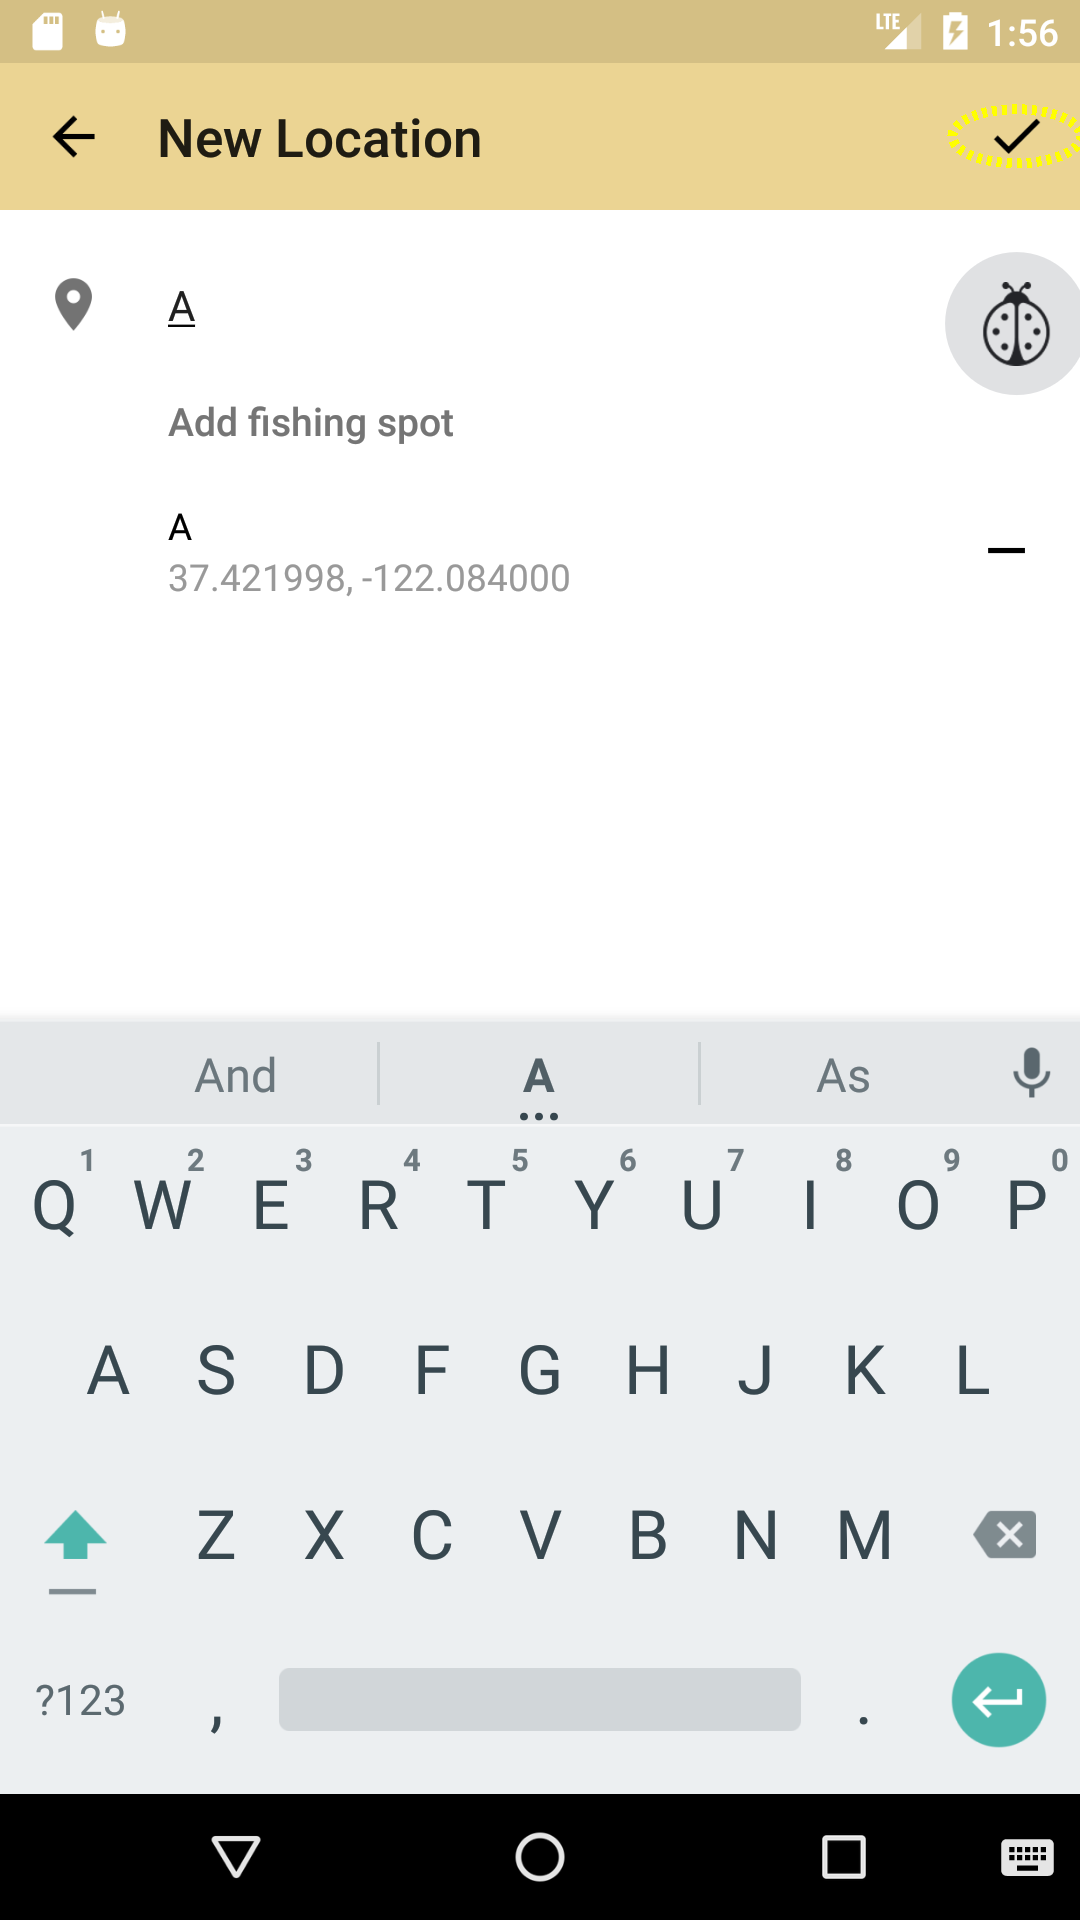 LTE 1:56
New Location
A
Add fishing spot
A
37.421998, -122.084000
And A As
1 2 3 4 5 6 7 8 9 0
Q W E R T Y U I O P
A S D F G H J K L
Z X C V B N M
?123 , .